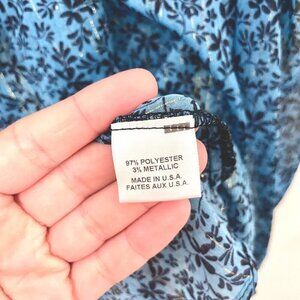 97% POLYESTER
3% METALLIC
MADE IN U.S.A.
FAITES AUX U.S.A.